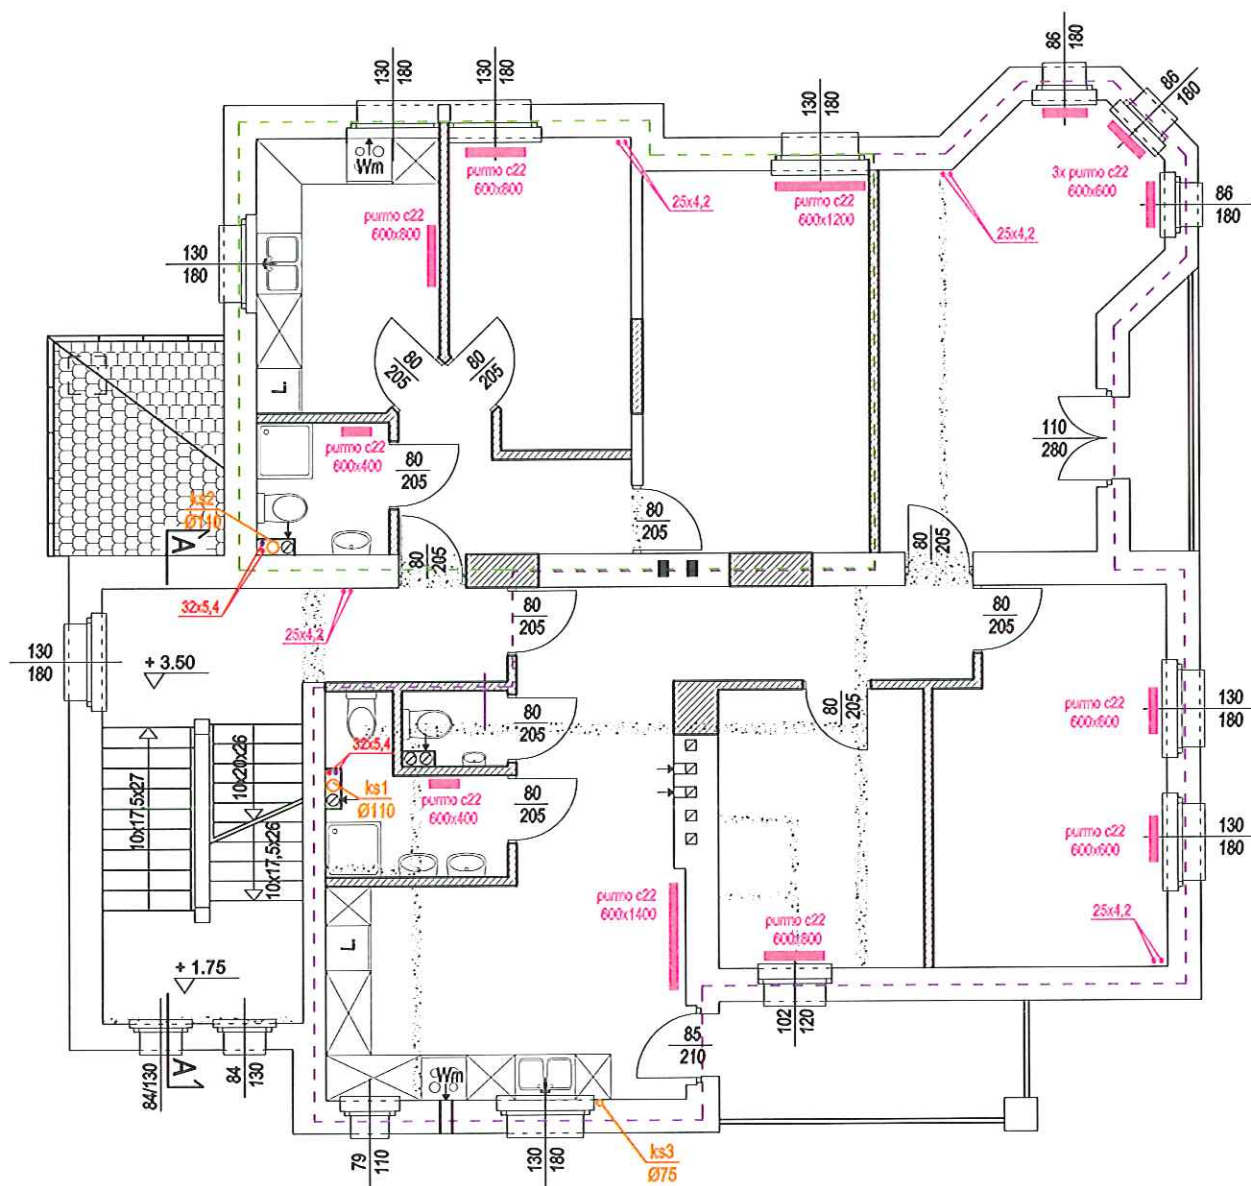 130
180
130
180
130
180
86
180
86
180
Wm
purmo c22
600x800
purmo c22
600x800
25x4,2
purmo c22
600x1200
3x purmo c22
600x600
25x4,2
86
180
130
180
80
205
80
205
L
purmo c22
600x400
80
205
ks2
Ø110
80
205
110
280
A
80
205
80
205
32x5,4
25x4,2
80
205
80
205
130
180
+ 3.50
80
205
80
205
purmo c22
600x600
130
180
32x5,4
ks1
Ø110
purmo c22
600x400
80
205
10x17,5x27
10x20x26
10x17,5x26
purmo c22
600x600
130
180
purmo c22
600x1400
purmo c22
600x800
25x4,2
L
+ 1.75
102
120
85
210
84/130
A
84
130
Wm
79
110
130
180
ks3
Ø75